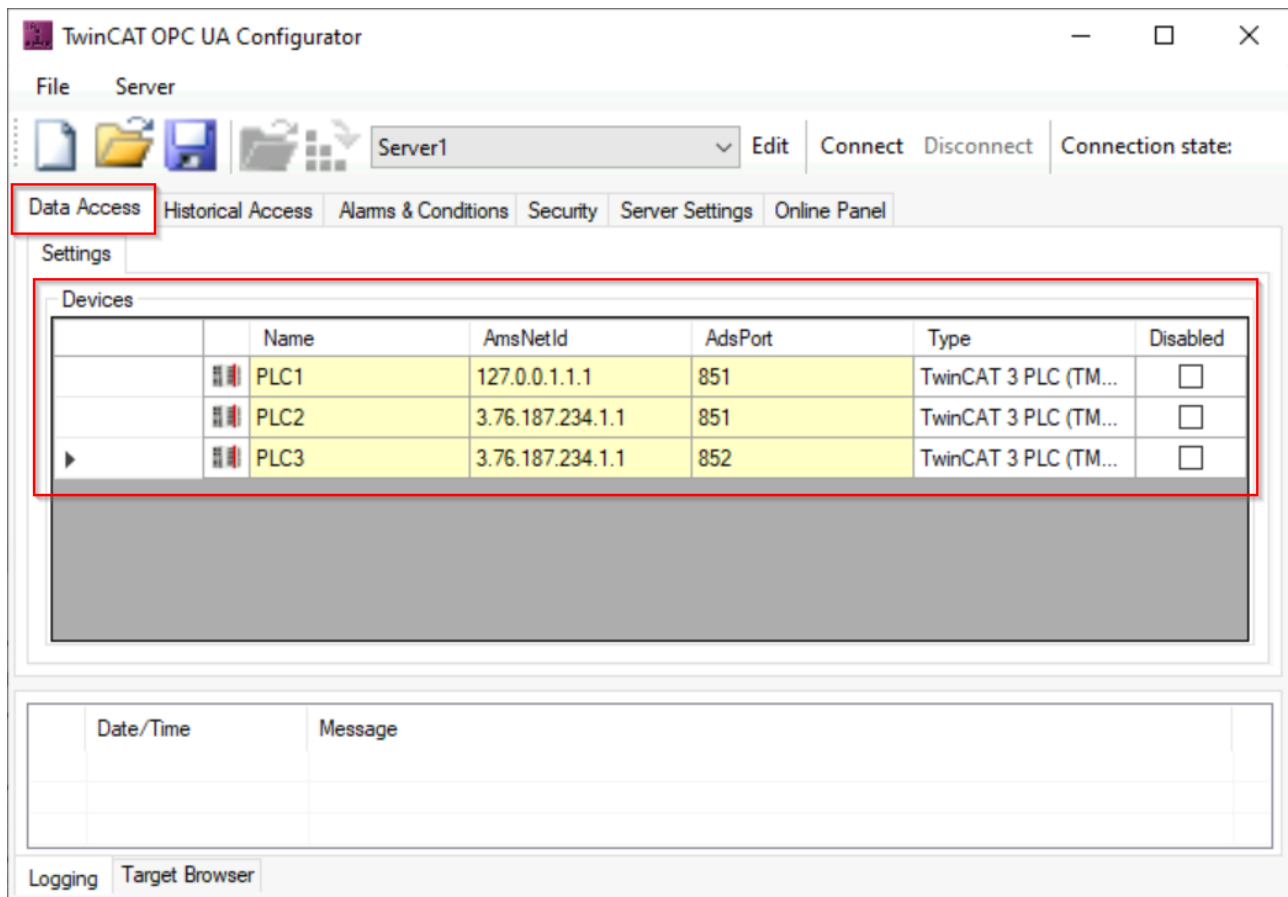 TwinCAT OPC UA Configurator
File Server
Server1 Edit Connect Disconnect Connection state:
Data Access Historical Access Alarms & Conditions Security Server Settings Online Panel
Settings
Devices
Name AmsNetId AdsPort Type Disabled
PLC1 127.0.0.1.1.1 851 TwinCAT 3 PLC (TM...
PLC2 3.76.187.234.1.1 851 TwinCAT 3 PLC (TM...
PLC3 3.76.187.234.1.1 852 TwinCAT 3 PLC (TM...
Date/Time Message
Logging Target Browser